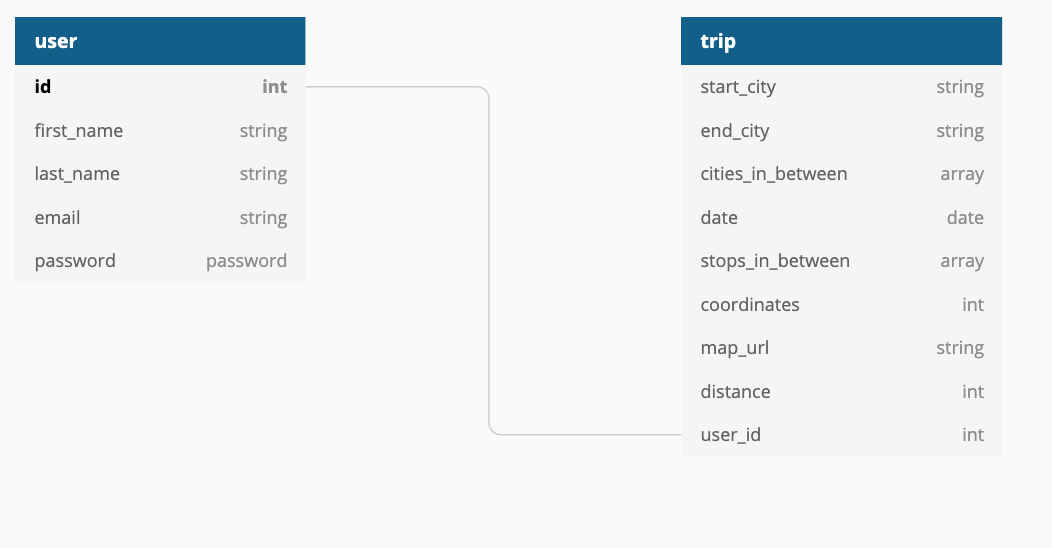 user
id int
first_name string
last_name string
email string
password password
trip
start_city string
end_city string
cities_in_between array
date date
stops_in_between array
coordinates int
map_url string
distance int
user_id int